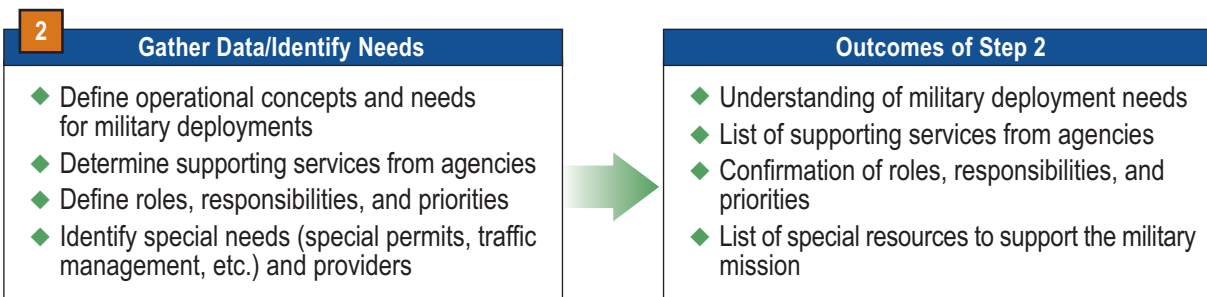 2
Gather Data/Identify Needs
◆ Define operational concepts and needs
for military deployments
◆ Determine supporting services from agencies
◆ Define roles, responsibilities, and priorities
◆ Identify special needs (special permits, traffic
management, etc.) and providers
Outcomes of Step 2
◆ Understanding of military deployment needs
◆ List of supporting services from agencies
◆ Confirmation of roles, responsibilities, and
priorities
◆ List of special resources to support the military
mission